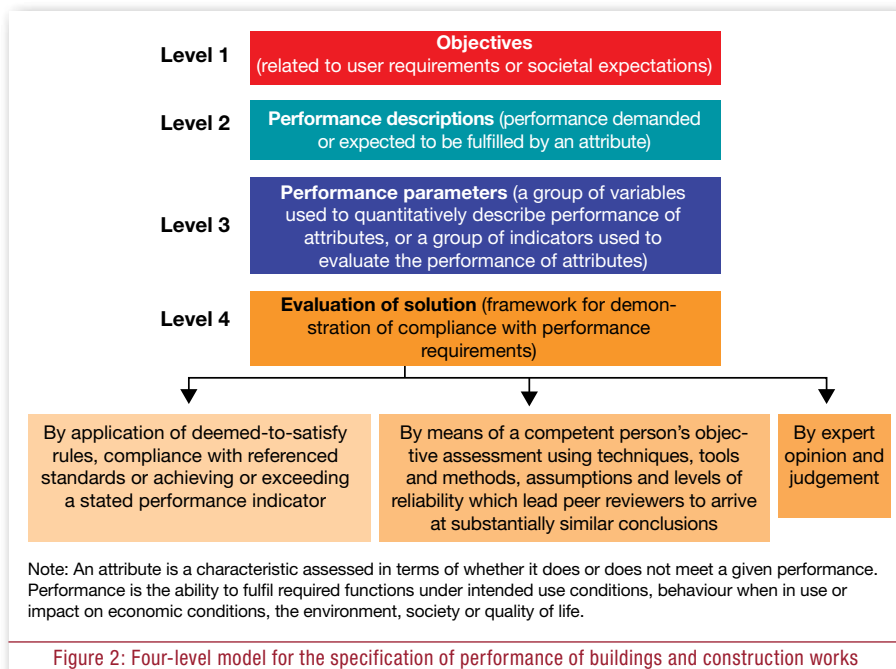 Level 1
Objectives
(related to user requirements or societal expectations)
Level 2
Performance descriptions (performance demanded
or expected to be fulfilled by an attribute)
Level 3
Performance parameters (a group of variables
used to quantitatively describe performance of
attributes, or a group of indicators used to
evaluate the performance of attributes)
Level 4
Evaluation of solution (framework for demon-
stration of compliance with performance
requirements)
By application of deemed-to-satisfy
rules, compliance with referenced
standards or achieving or exceeding
a stated performance indicator
By means of a competent person's objec-
tive assessment using techniques, tools
and methods, assumptions and levels of
reliability which lead peer reviewers to arrive
at substantially similar conclusions
By expert
opinion and
judgement
Note: An attribute is a characteristic assessed in terms of whether it does or does not meet a given performance.
Performance is the ability to fulfil required functions under intended use conditions, behaviour when in use or
impact on economic conditions, the environment, society or quality of life.
Figure 2: Four-level model for the specification of performance of buildings and construction works